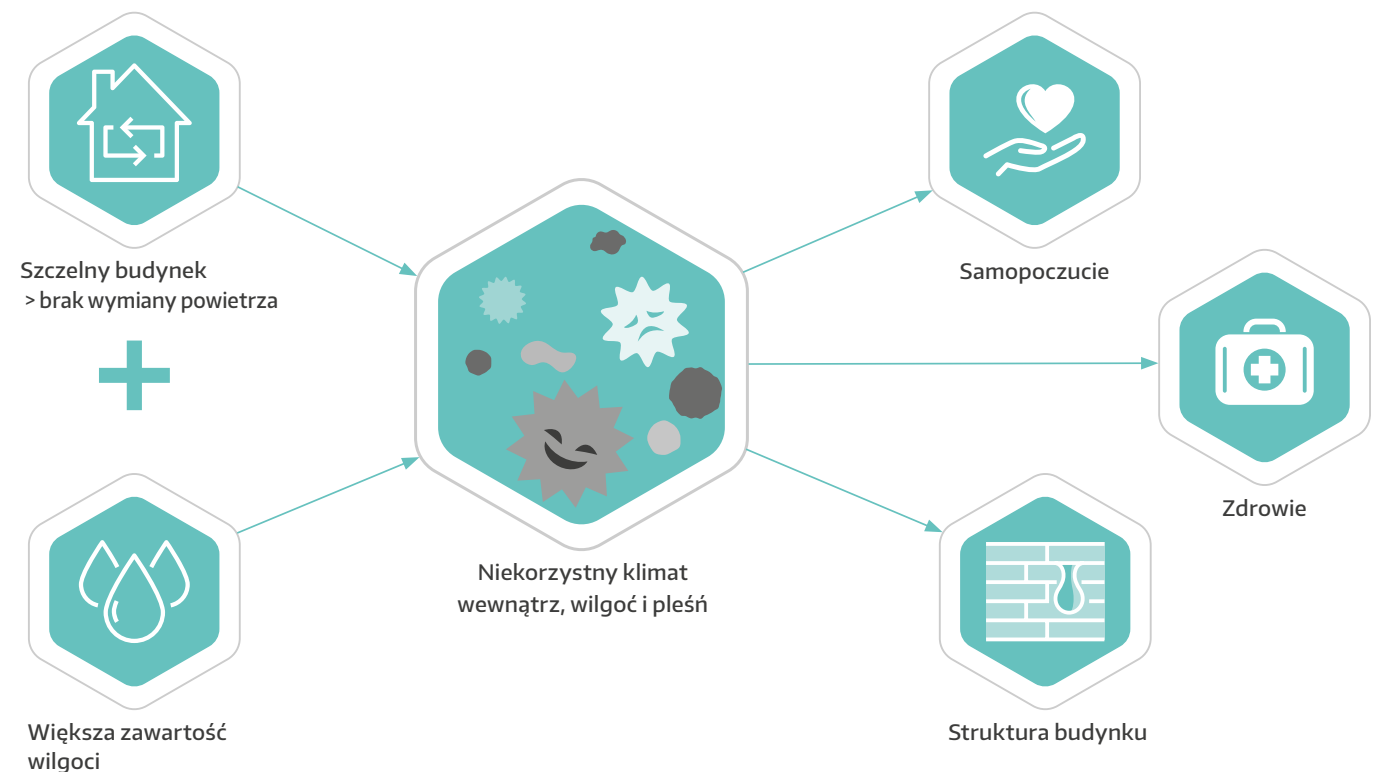 Szczelny budynek
> brak wymiany powietrza
Większa zawartość
wilgoci
Niekorzystny klimat
wewnątrz, wilgoć i pleśń
Samopoczucie
Zdrowie
Struktura budynku